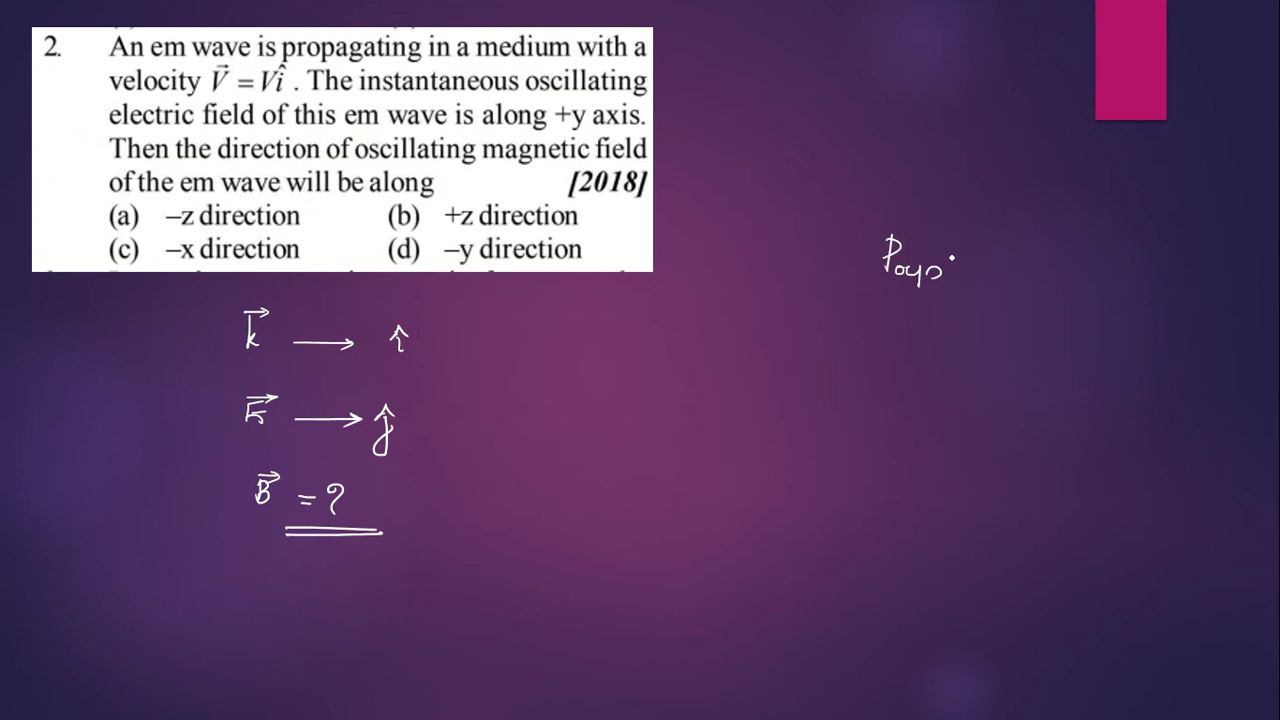 2. An em wave is propagating in a medium with a
velocity V⃗ = Vî . The instantaneous oscillating
electric field of this em wave is along +y axis.
Then the direction of oscillating magnetic field
of the em wave will be along [2018]
(a) –z direction (b) +z direction
(c) –x direction (d) –y direction
k⃗ ⟶ î
E⃗ ⟶ ĵ
B⃗ = ?